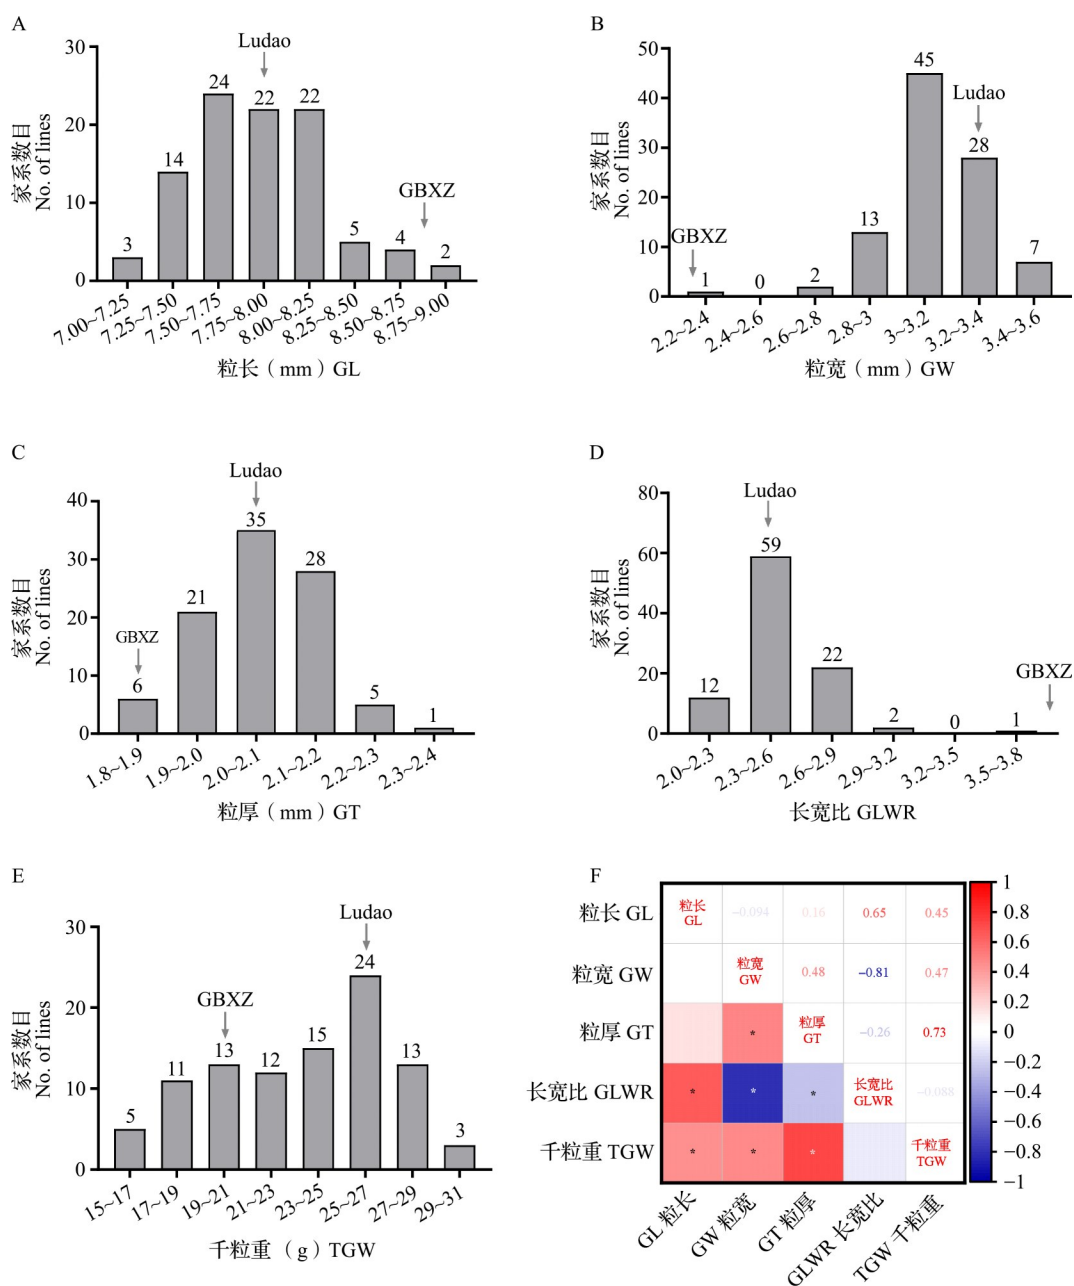 A
Ludao
GBXZ
30
20
10
0
3
14
24
22
22
5
4
2
家系数目
No. of lines
7.00~7.25
7.25~7.50
7.50~7.75
7.75~8.00
8.00~8.25
8.25~8.50
8.50~8.75
8.75~9.00
粒长（mm）GL
B
GBXZ
Ludao
50
40
30
20
10
0
1
0
2
13
45
28
7
家系数目
No. of lines
2.2~2.4
2.4~2.6
2.6~2.8
2.8~3
3~3.2
3.2~3.4
3.4~3.6
粒宽（mm）GW
C
Ludao
GBXZ
40
30
20
10
0
6
21
35
28
5
1
家系数目
No. of lines
1.8~1.9
1.9~2.0
2.0~2.1
2.1~2.2
2.2~2.3
2.3~2.4
粒厚（mm）GT
D
Ludao
GBXZ
80
60
40
20
0
12
59
22
2
0
1
家系数目
No. of lines
2.0~2.3
2.3~2.6
2.6~2.9
2.9~3.2
3.2~3.5
3.5~3.8
长宽比 GLWR
E
GBXZ
Ludao
30
20
10
0
5
11
13
12
15
24
13
3
家系数目
No. of lines
15~17
17~19
19~21
21~23
23~25
25~27
27~29
29~31
千粒重 （g）TGW
F
粒长 GL
粒长
GL
−0.094
0.16
0.65
0.45
粒宽 GW
粒宽
GW
0.48
−0.81
0.47
粒厚 GT
*
粒厚
GT
−0.26
0.73
长宽比 GLWR
* * *
长宽比
GLWR
−0.088
千粒重 TGW
* * *
千粒重
TGW
GL 粒长
GW 粒宽
GT 粒厚
GLWR 长宽比
TGW 千粒重
1
0.8
0.6
0.4
0.2
0
−0.2
−0.4
−0.6
−0.8
−1